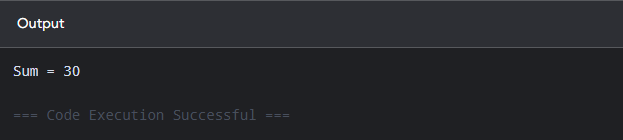 Output
Sum = 30
=== Code Execution Successful ===